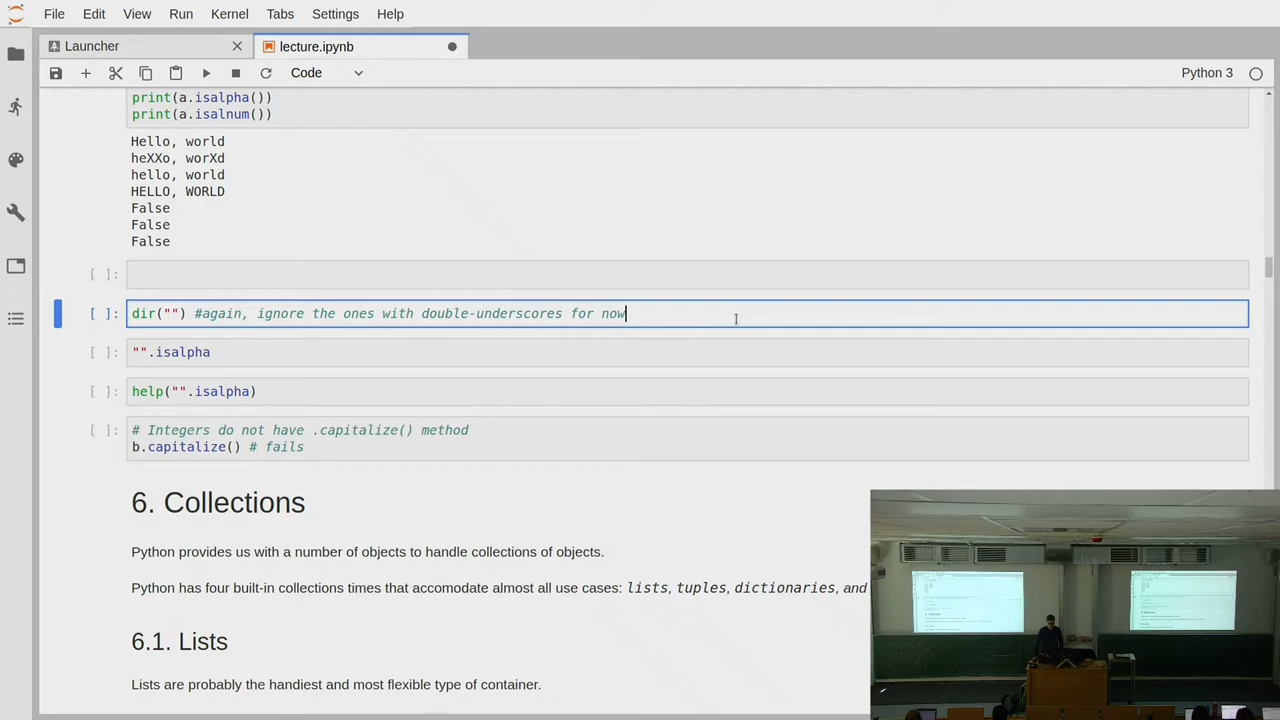 File Edit View Run Kernel Tabs Settings Help
Launcher
lecture.ipynb
Code
Python 3
print(a.isalpha())
print(a.isalnum())
Hello, world
heXXo, worXd
hello, world
HELLO, WORLD
False
False
False
[ ]:
[ ]: dir("") #again, ignore the ones with double-underscores for now
[ ]: "".isalpha
[ ]: help("".isalpha)
[ ]: # Integers do not have .capitalize() method
b.capitalize() # fails
6. Collections
Python provides us with a number of objects to handle collections of objects.
Python has four built-in collections times that accomodate almost all use cases: lists, tuples, dictionaries, and
6.1. Lists
Lists are probably the handiest and most flexible type of container.